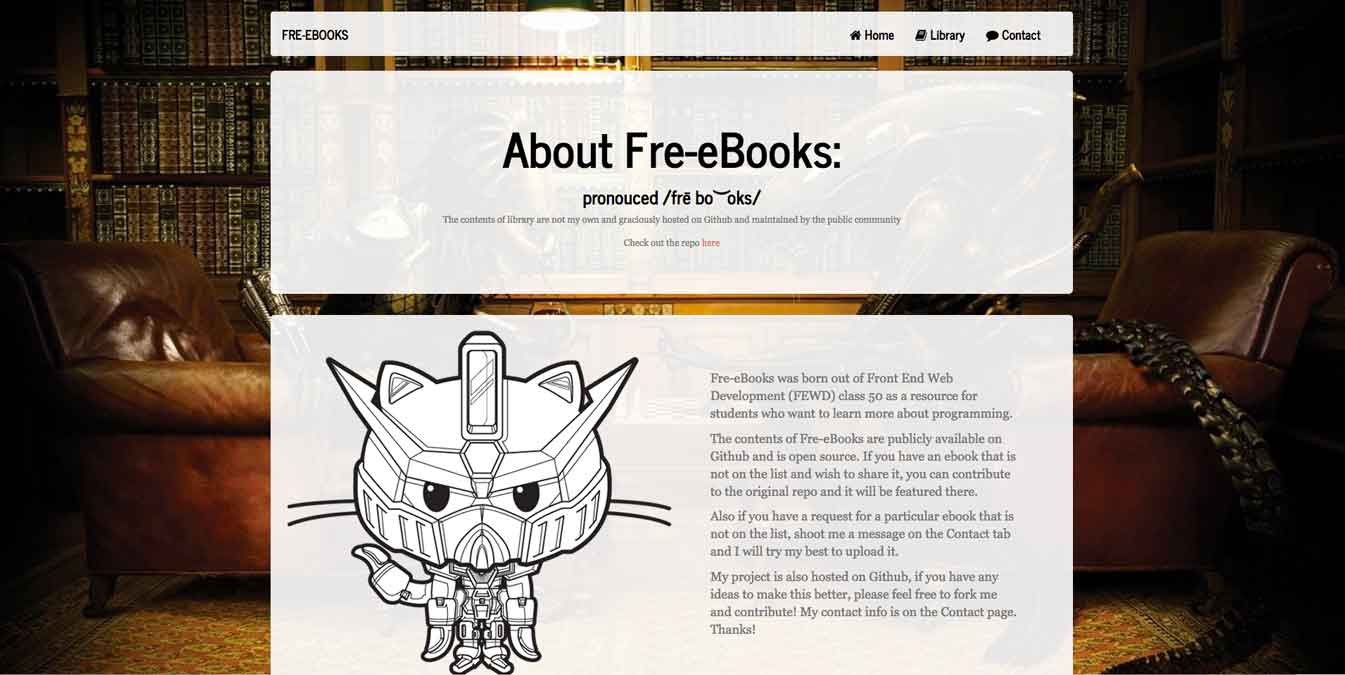 FRE-EBOOKS
Home Library Contact
About Fre-eBooks:
pronouced /frē bo͝oks/
The contents of library are not my own and graciously hosted on Github and maintained by the public community
Check out the repo here
Fre-eBooks was born out of Front End Web
Development (FEWD) class 50 as a resource for
students who want to learn more about programming.
The contents of Fre-eBooks are publicly available on
Github and is open source. If you have an ebook that is
not on the list and wish to share it, you can contribute
to the original repo and it will be featured there.
Also if you have a request for a particular ebook that is
not on the list, shoot me a message on the Contact tab
and I will try my best to upload it.
My project is also hosted on Github, if you have any
ideas to make this better, please feel free to fork me
and contribute! My contact info is on the Contact page.
Thanks!